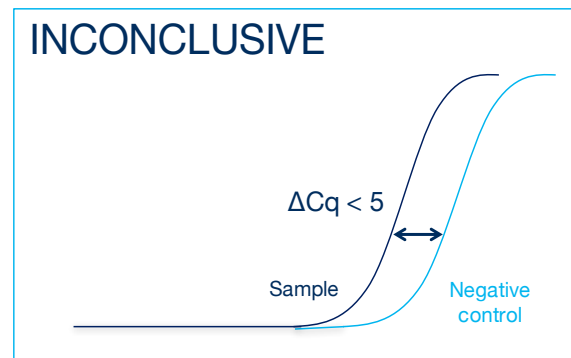 INCONCLUSIVE
ΔCq < 5
Sample
Negative
control